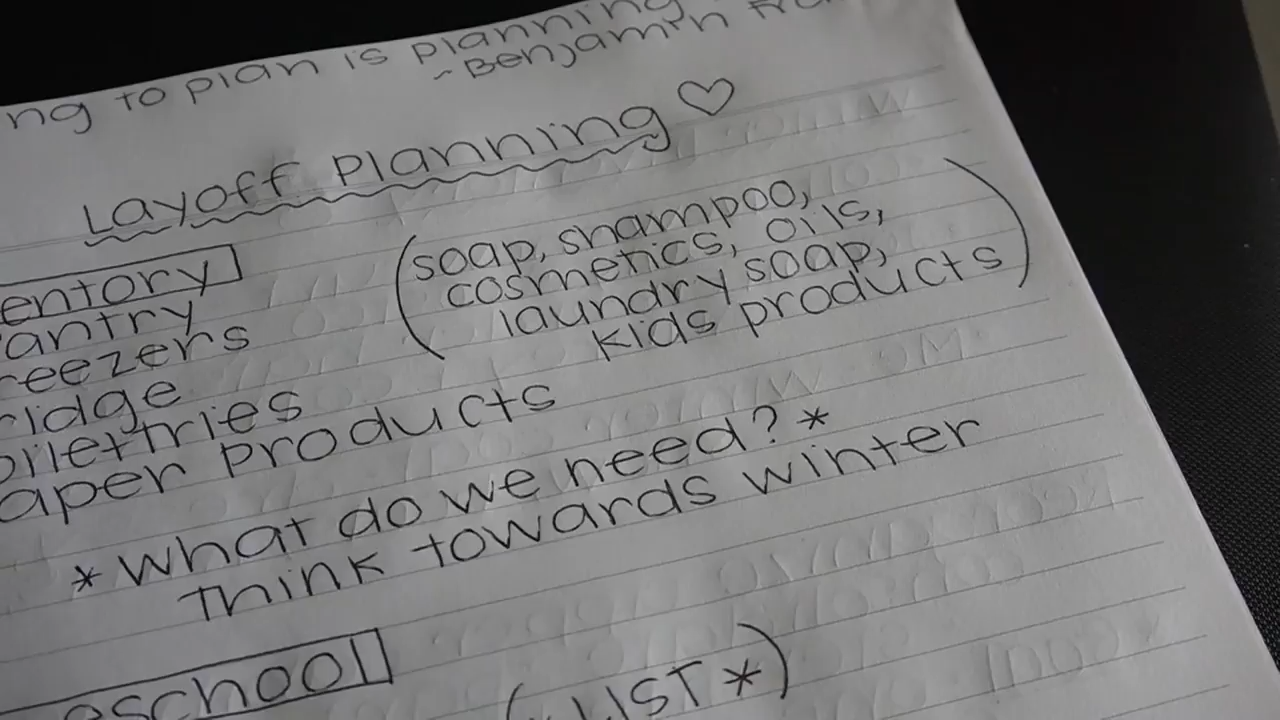 ng to plan is planning
~Benjamin
Layoff Planning ♡
entory
antry
reezers
ridge
oiletries
aper products
(soap, shampoo,
cosmetics, oils,
laundry soap,
kids products)
*What do we need?*
Think towards winter
eschool
LIST*)